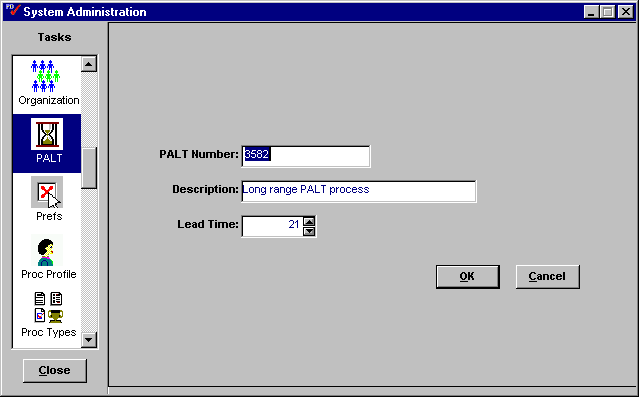 PD System Administration
Tasks
Organization
PALT
Prefs
Proc Profile
Proc Types
Close
PALT Number: 3582
Description: Long range PALT process
Lead Time: 21
OK Cancel